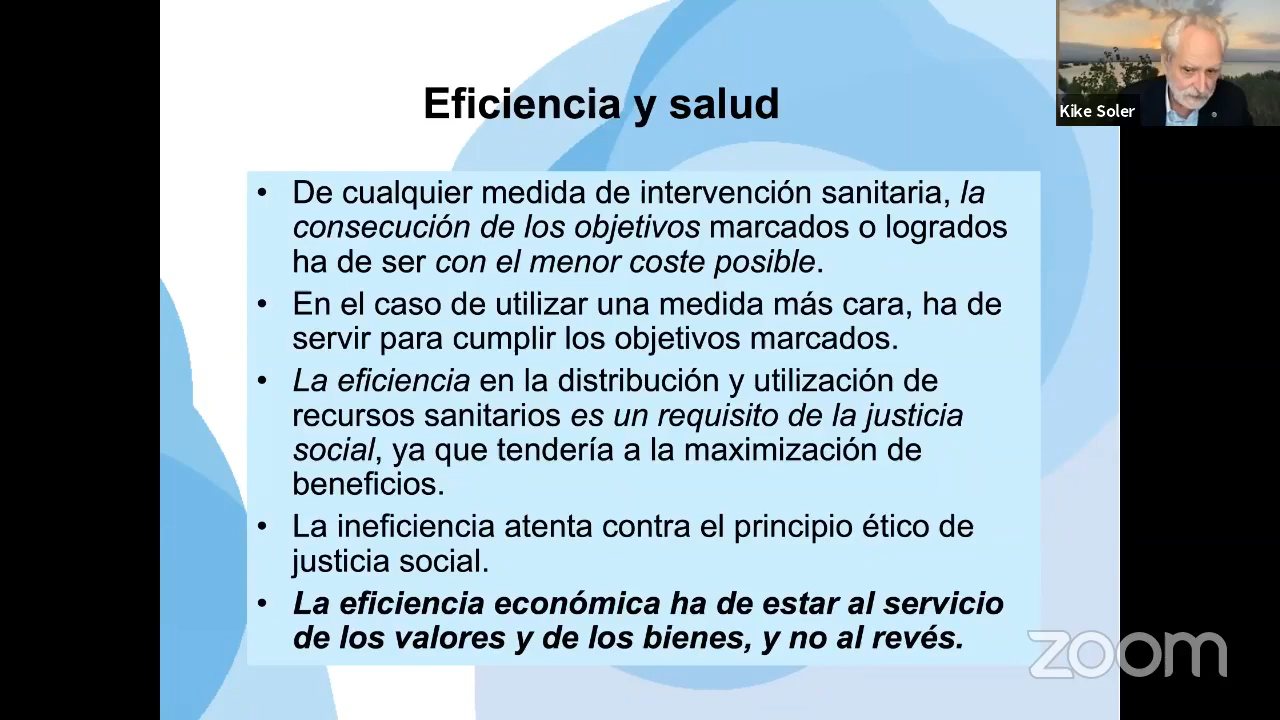 Eficiencia y salud
Kike Soler
• De cualquier medida de intervención sanitaria, la
consecución de los objetivos marcados o logrados
ha de ser con el menor coste posible.
• En el caso de utilizar una medida más cara, ha de
servir para cumplir los objetivos marcados.
• La eficiencia en la distribución y utilización de
recursos sanitarios es un requisito de la justicia
social, ya que tendería a la maximización de
beneficios.
• La ineficiencia atenta contra el principio ético de
justicia social.
• La eficiencia económica ha de estar al servicio
de los valores y de los bienes, y no al revés.
zoom